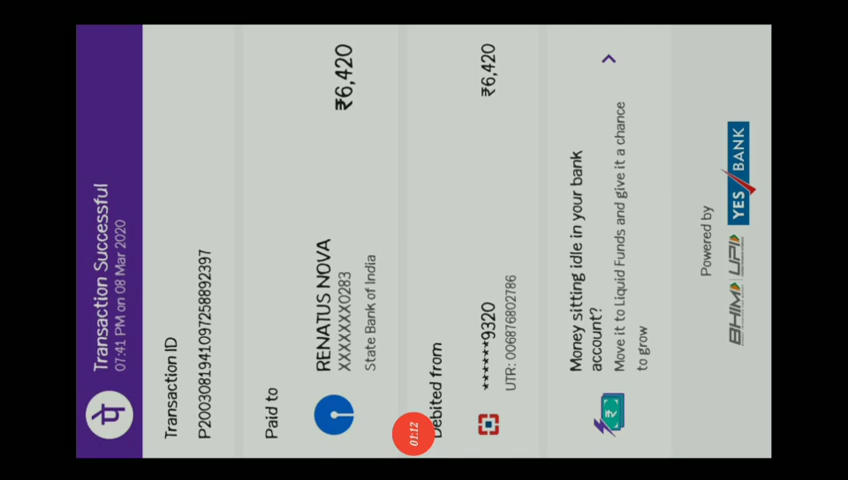 Transaction Successful
07:41 PM on 08 Mar 2020
Transaction ID
P2003081941097258892397
Paid to
RENATUS NOVA
₹6,420
XXXXXXX0283
State Bank of India
Debited from
******9320
₹6,420
UTR: 006876802786
Money sitting idle in your bank
account?
Move it to Liquid Funds and give it a chance
to grow
Powered by
BHIM UPI
YES BANK
01:12